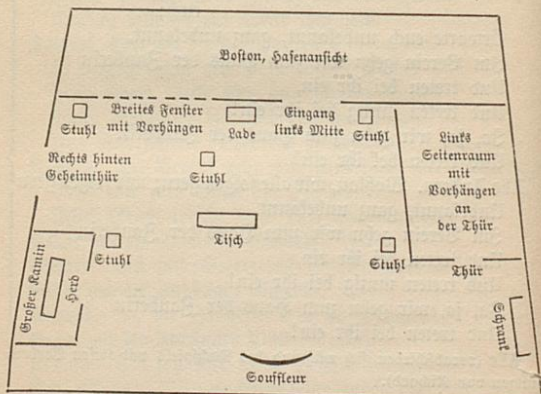 Boston, Hafenansicht
Stuhl
Breites Fenster
mit Vorhängen
Lade
Eingang
links Mitte
Stuhl
Links
Seitenraum
mit
Vorhängen
an
der Thür
Rechts hinten
Geheimthür
Stuhl
Stuhl
Tisch
Stuhl
Thür
Großer Kamin
Herd
Schrank
Souffleur